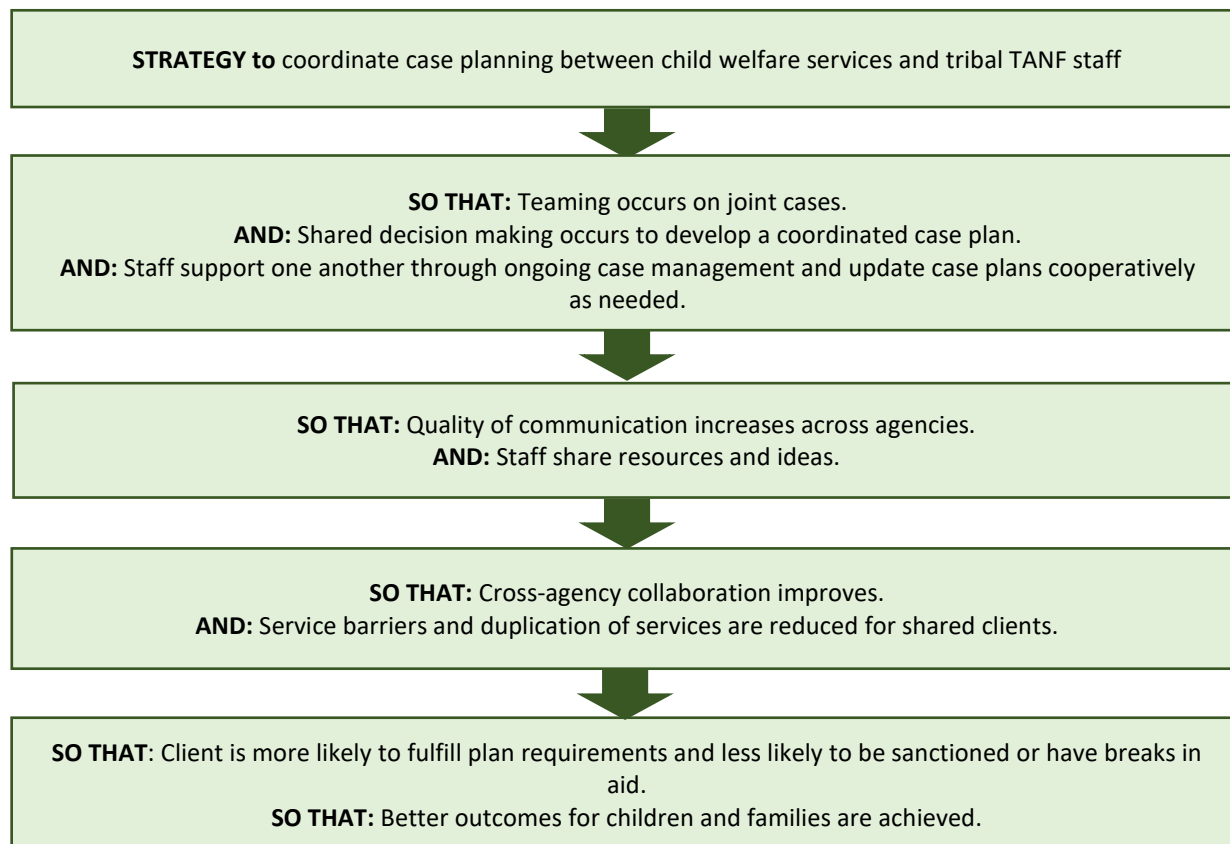 STRATEGY to coordinate case planning between child welfare services and tribal TANF staff
SO THAT: Teaming occurs on joint cases.
AND: Shared decision making occurs to develop a coordinated case plan.
AND: Staff support one another through ongoing case management and update case plans cooperatively
as needed.
SO THAT: Quality of communication increases across agencies.
AND: Staff share resources and ideas.
SO THAT: Cross-agency collaboration improves.
AND: Service barriers and duplication of services are reduced for shared clients.
SO THAT: Client is more likely to fulfill plan requirements and less likely to be sanctioned or have breaks in
aid.
SO THAT: Better outcomes for children and families are achieved.